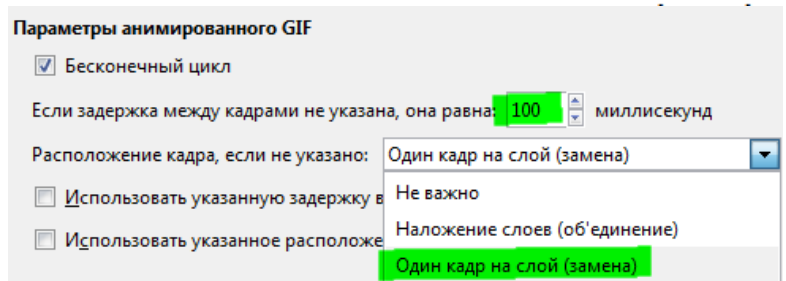 Параметры анимированного GIF
Бесконечный цикл
Если задержка между кадрами не указана, она равна: 100 миллисекунд
Расположение кадра, если не указано: Один кадр на слой (замена)
Использовать указанную задержку
Не важно
Наложение слоев (об'единение)
Использовать указанное
Один кадр на слой (замена)